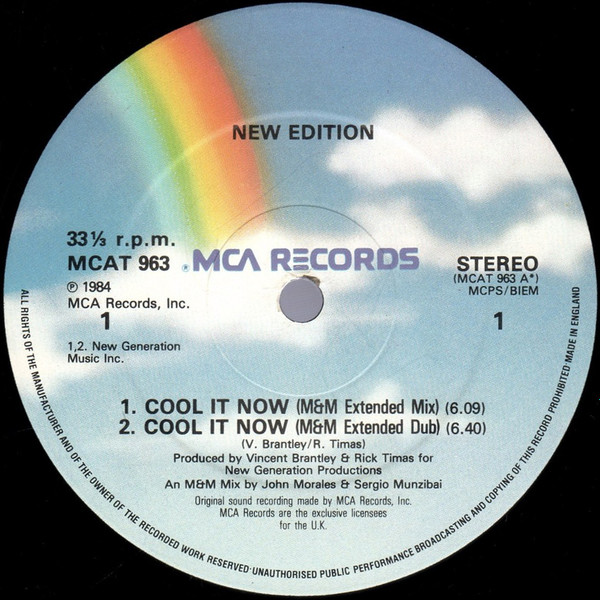 NEW EDITION
33⅓ r.p.m.
MCAT 963
MCA RECORDS
STEREO
(MCAT 963 A*)
MCPS/BIEM
℗ 1984
MCA Records, Inc.
1
1
1,2. New Generation
Music Inc.
1. COOL IT NOW (M&M Extended Mix) (6.09)
2. COOL IT NOW (M&M Extended Dub) (6.40)
(V. Brantley/R. Timas)
Produced by Vincent Brantley & Rick Timas for
New Generation Productions
An M&M Mix by John Morales & Sergio Munzibai
Original sound recording made by MCA Records, Inc.
MCA Records are the exclusive licensees
for the U.K.
ALL RIGHTS OF THE MANUFACTURER AND OF THE OWNER OF THE RECORDED WORK RESERVED·UNAUTHORISED PUBLIC PERFORMANCE BROADCASTING AND COPYING OF THIS RECORD PROHIBITED·MADE IN ENGLAND